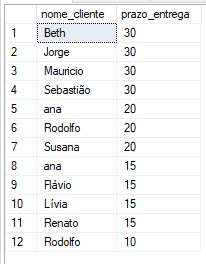 nome_cliente prazo_entrega
1 Beth 30
2 Jorge 30
3 Mauricio 30
4 Sebastião 30
5 ana 20
6 Rodolfo 20
7 Susana 20
8 ana 15
9 Flávio 15
10 Lívia 15
11 Renato 15
12 Rodolfo 10